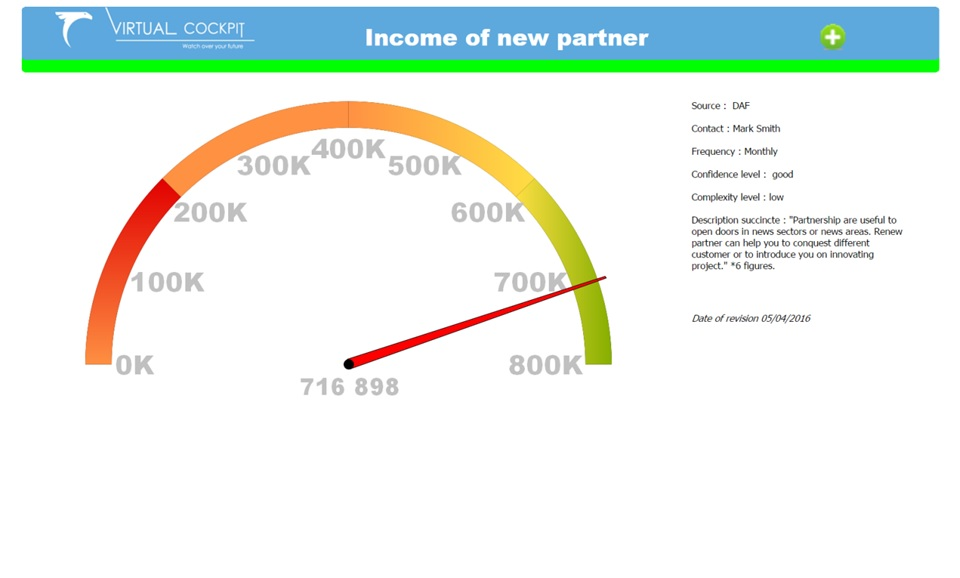 VIRTUAL COCKPIT
Watch over your future
Income of new partner
Source : DAF
Contact : Mark Smith
Frequency : Monthly
Confidence level : good
Complexity level : low
Description succincte : "Partnership are useful to
open doors in news sectors or news areas. Renew
partner can help you to conquest different
customer or to introduce you on innovating
project." *6 figures.
Date of revision 05/04/2016
0K
100K
200K
300K
400K
500K
600K
700K
800K
716 898